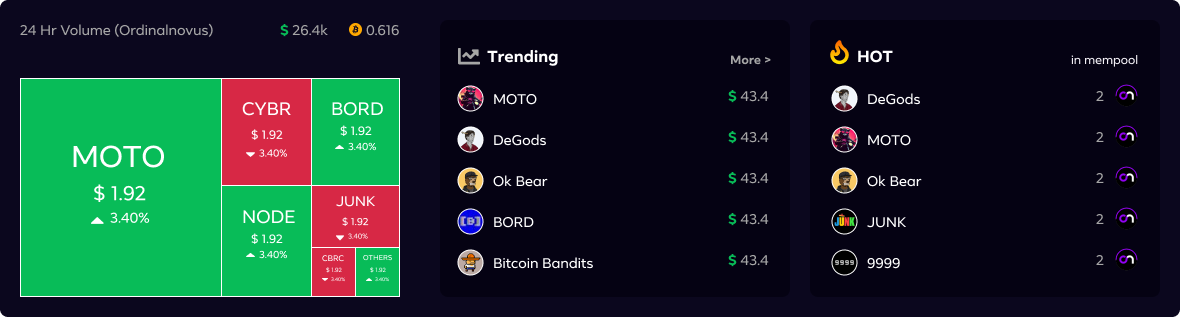 24 Hr Volume (Ordinalnovus) $ 26.4k 0.616
MOTO
$ 1.92
3.40%
CYBR
$ 1.92
3.40%
BORD
$ 1.92
3.40%
NODE
$ 1.92
3.40%
JUNK
$ 1.92
3.40%
CBRC
$ 1.92
3.40%
OTHERS
$ 1.92
3.40%
Trending More >
MOTO $ 43.4
DeGods $ 43.4
Ok Bear $ 43.4
BORD $ 43.4
Bitcoin Bandits $ 43.4
HOT in mempool
DeGods 2
MOTO 2
Ok Bear 2
JUNK JUNK 2
9999 9999 2